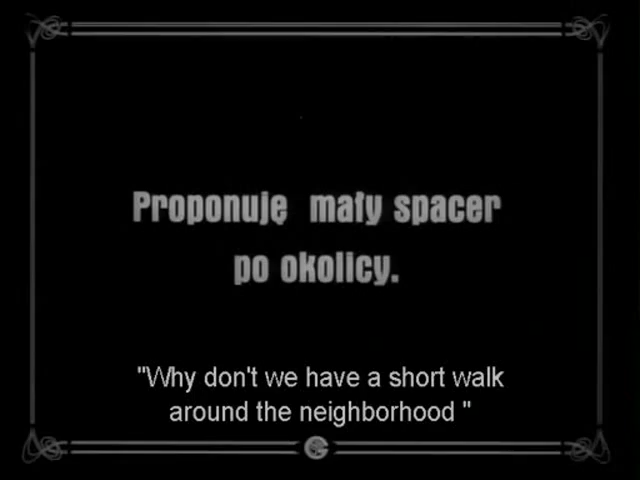 Proponuję mały spacer
po okolicy.
"Why don't we have a short walk
around the neighborhood "